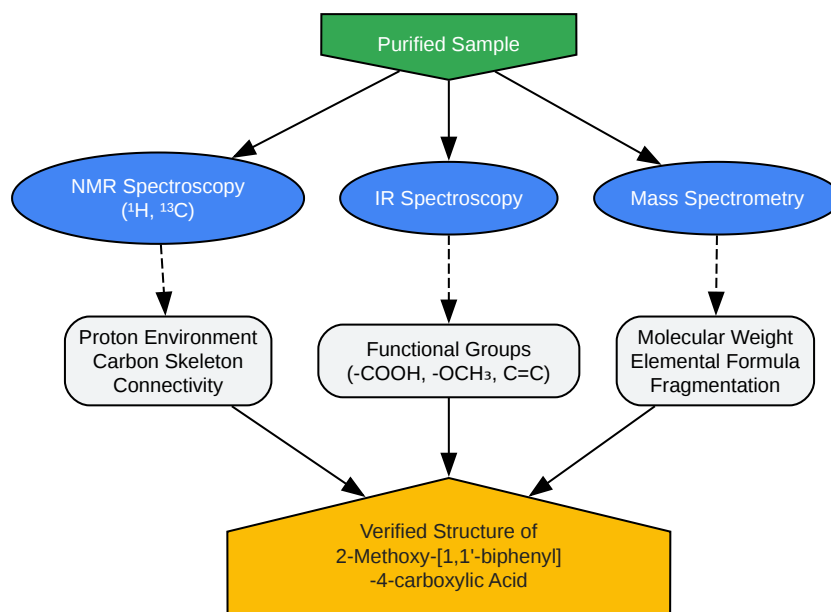 Purified Sample
NMR Spectroscopy
(¹H, ¹³C)
IR Spectroscopy
Mass Spectrometry
Proton Environment
Carbon Skeleton
Connectivity
Functional Groups
(-COOH, -OCH₃, C=C)
Molecular Weight
Elemental Formula
Fragmentation
Verified Structure of
2-Methoxy-[1,1'-biphenyl]
-4-carboxylic Acid